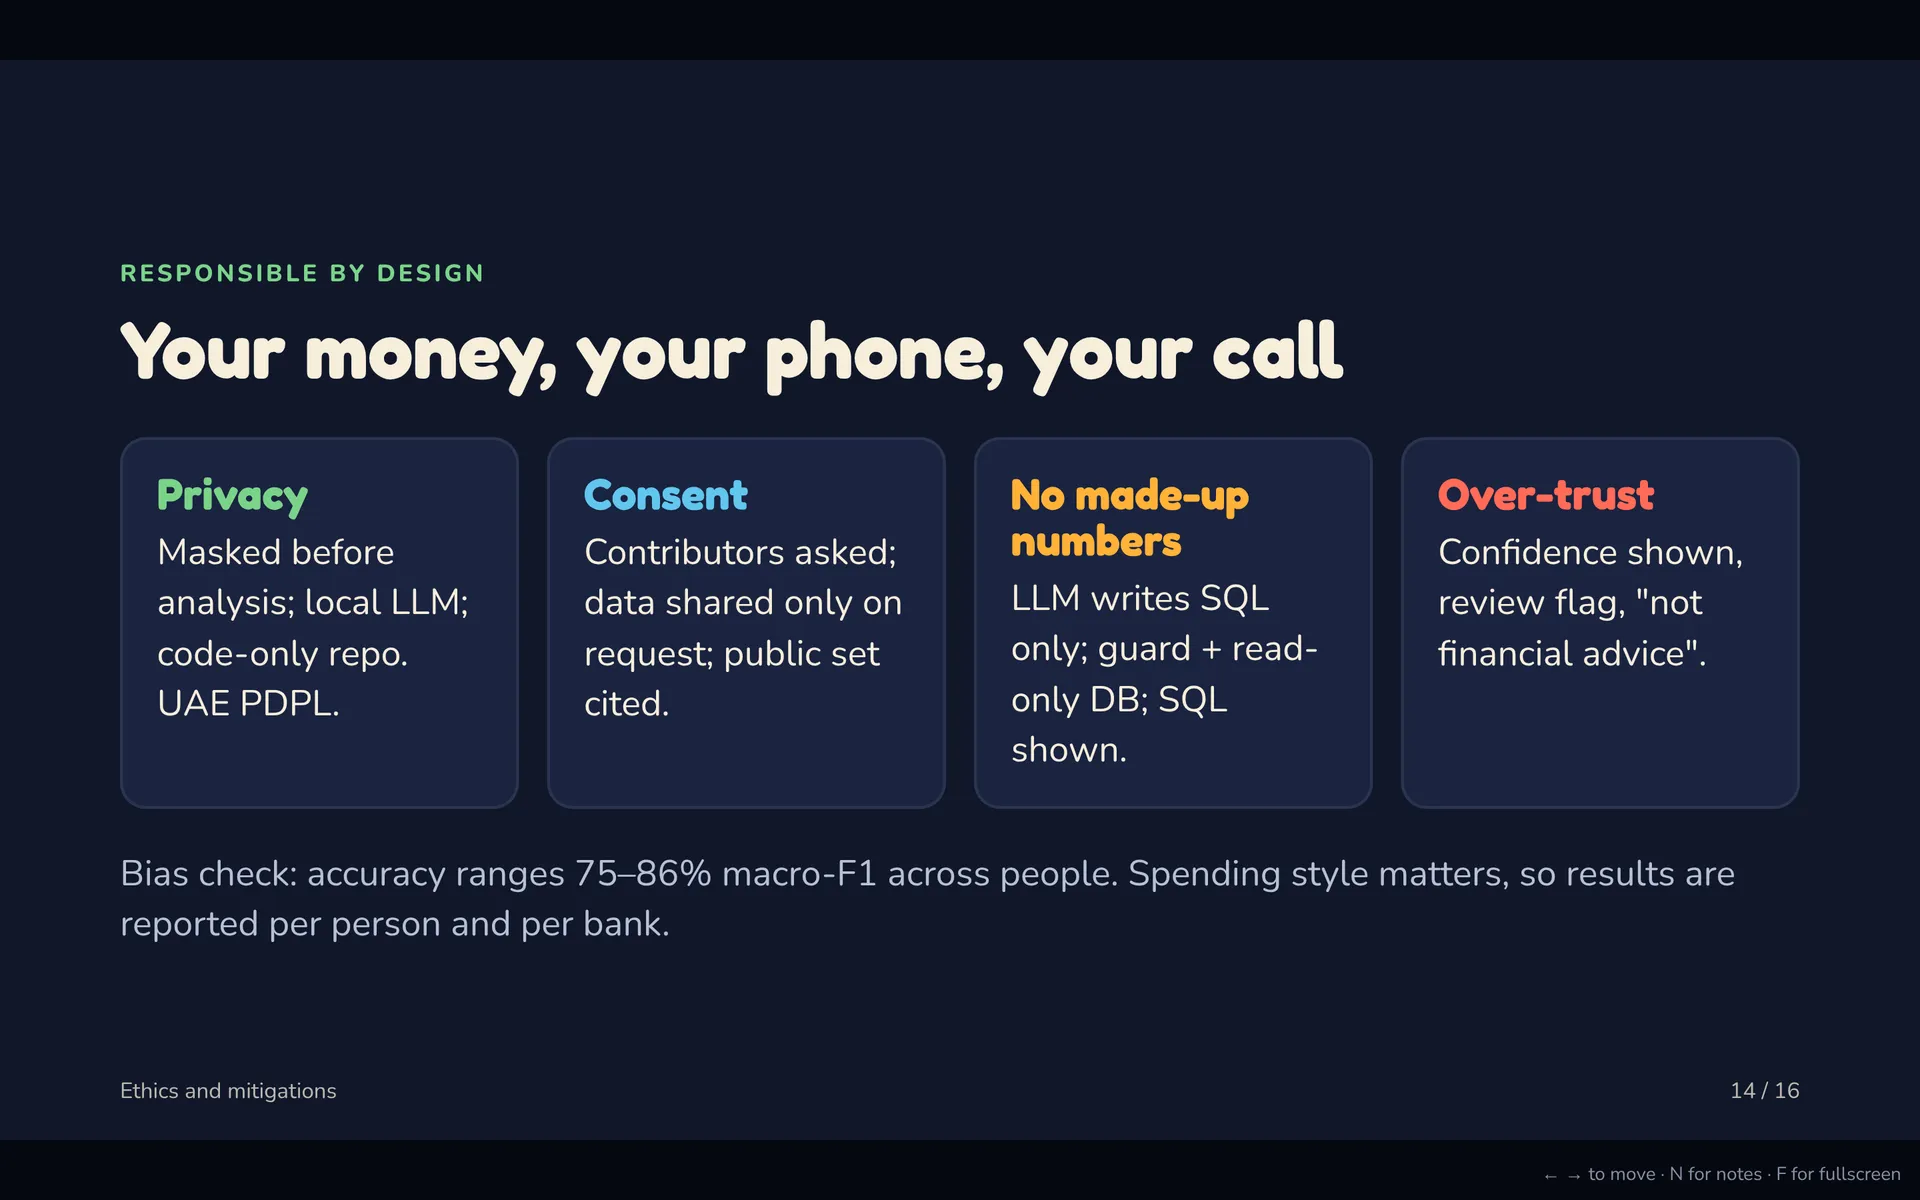 RESPONSIBLE BY DESIGN
Your money, your phone, your call
Privacy
Masked before
analysis; local LLM;
code-only repo.
UAE PDPL.
Consent
Contributors asked;
data shared only on
request; public set
cited.
No made-up
numbers
LLM writes SQL
only; guard + read-
only DB; SQL
shown.
Over-trust
Confidence shown,
review flag, "not
financial advice".
Bias check: accuracy ranges 75–86% macro-F1 across people. Spending style matters, so results are
reported per person and per bank.
Ethics and mitigations
14 / 16
← → to move · N for notes · F for fullscreen